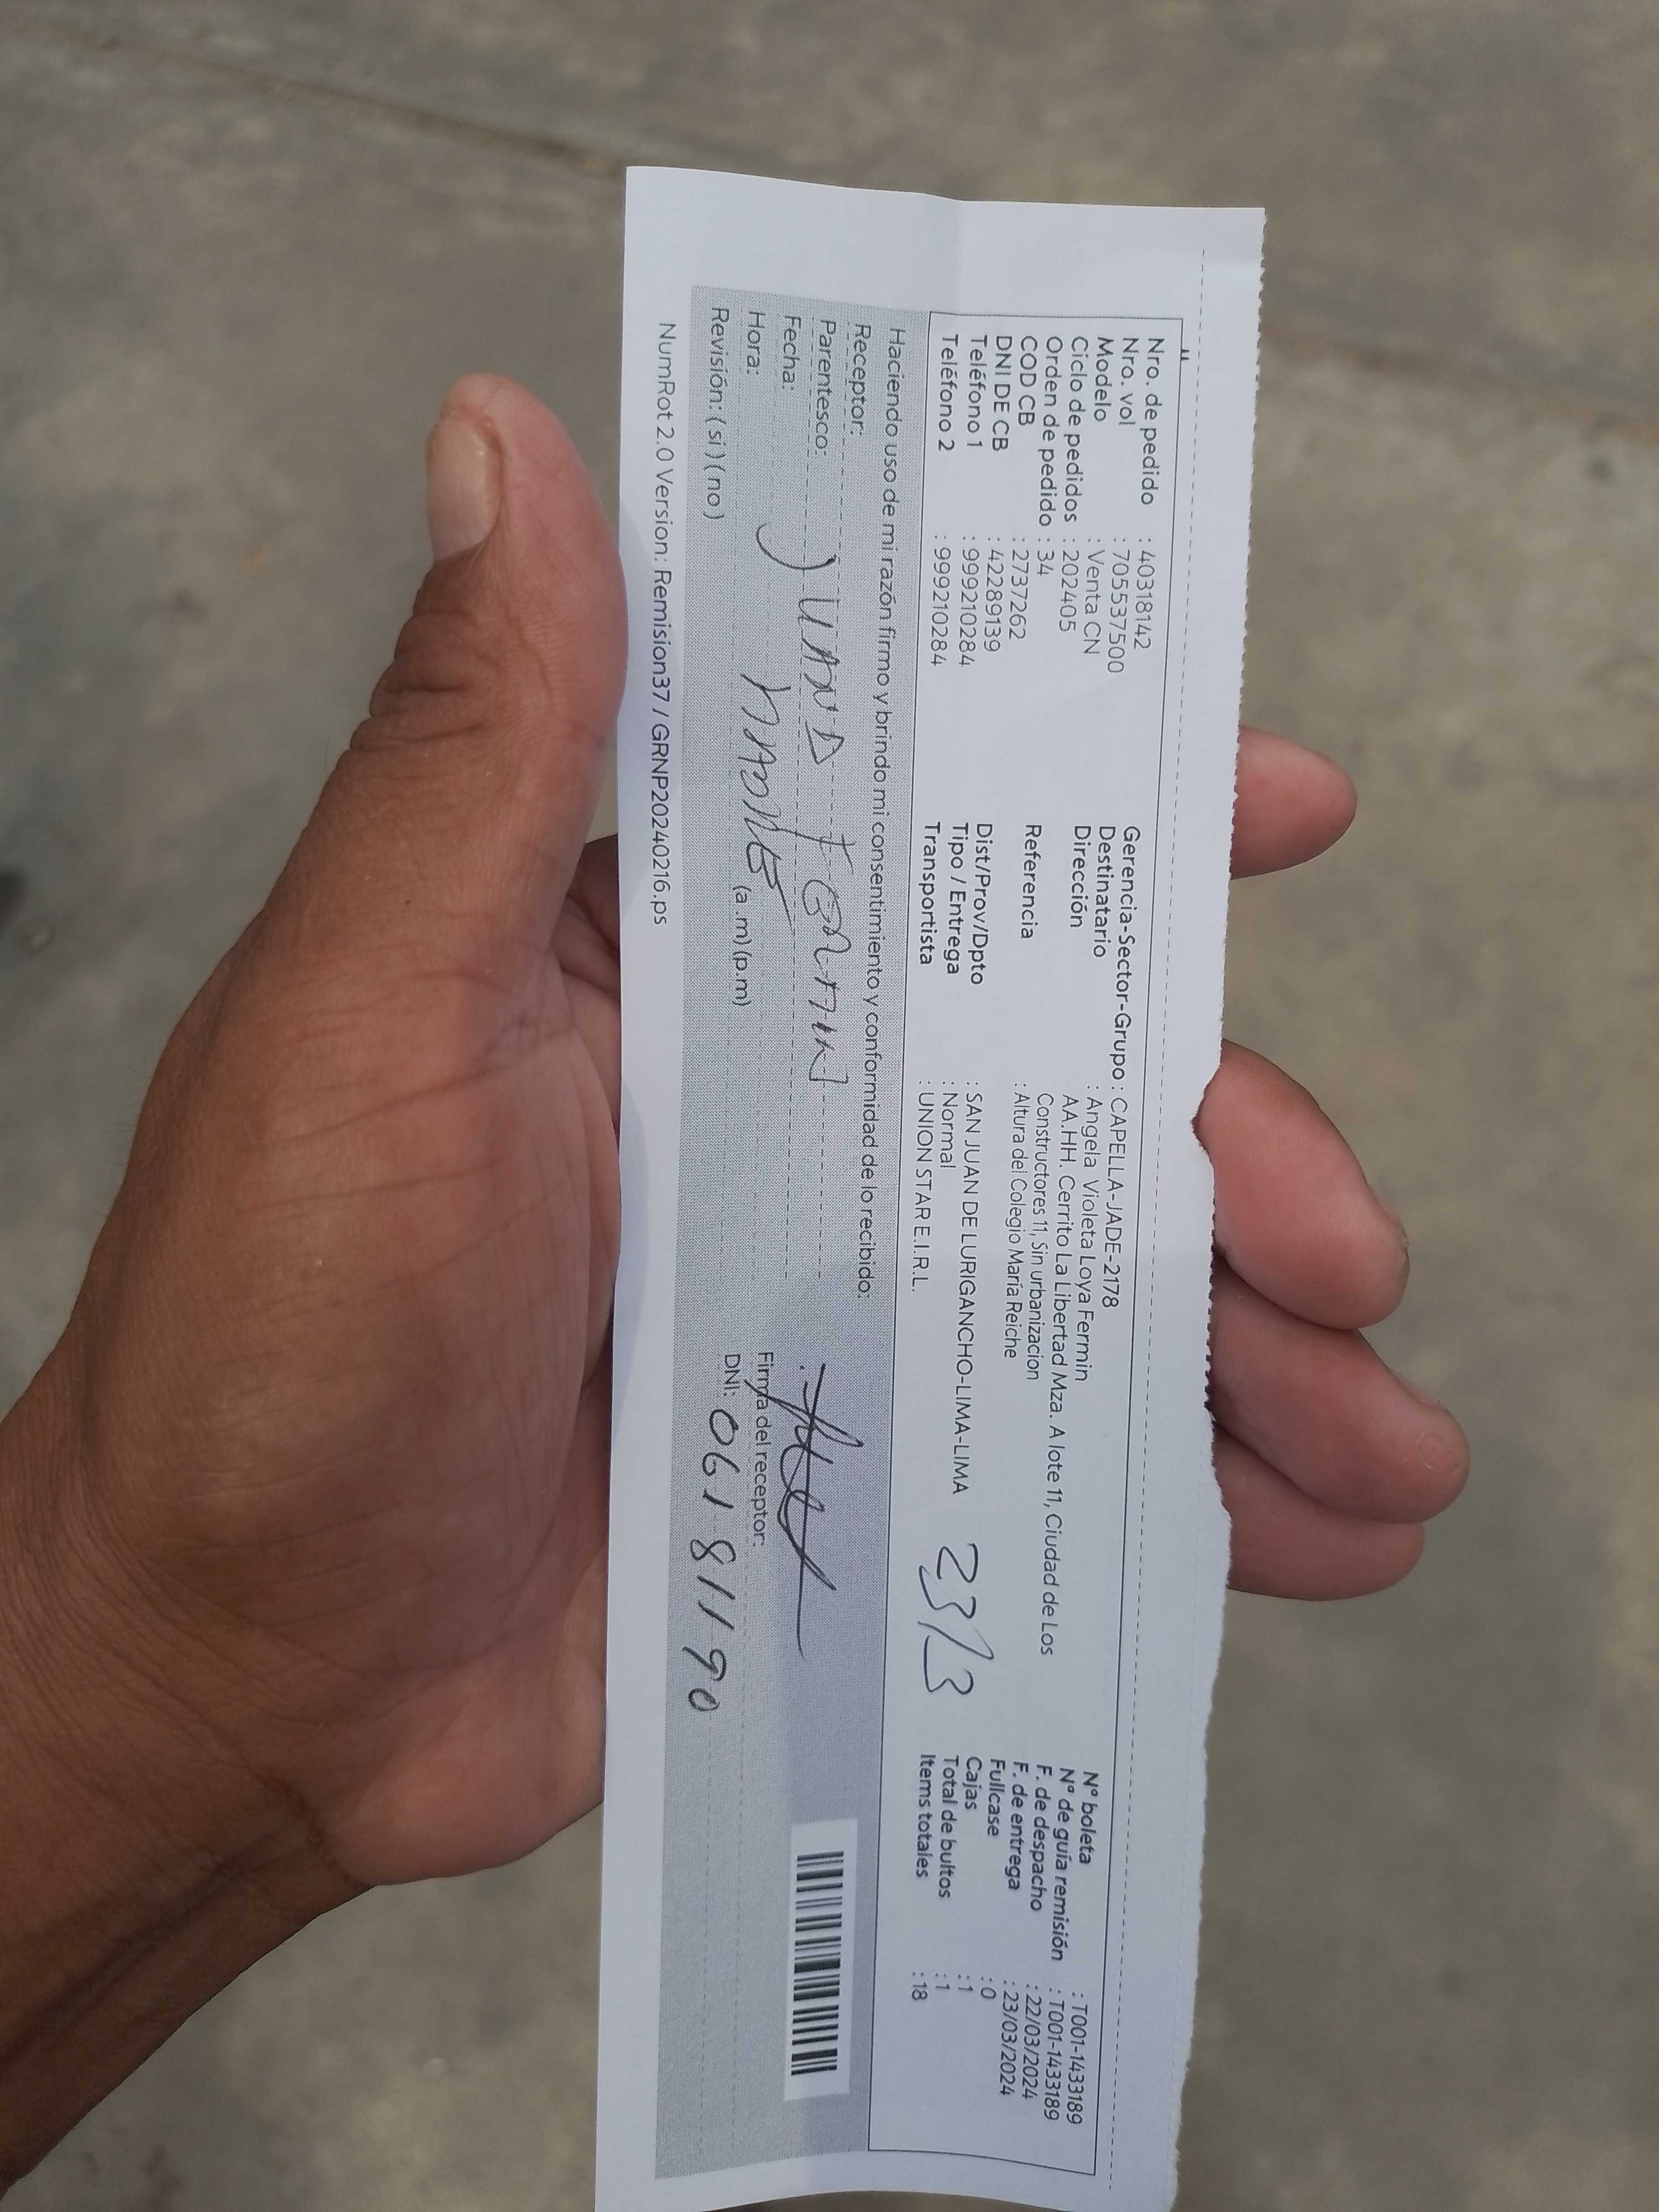 Nro. de pedido : 40318142
Nro. vol : 705537500
Modelo : Venta CN
Ciclo de pedidos : 202405
Orden de pedido : 34
COD CB : 2737262
DNI DE CB : 42289139
Teléfono 1 : 999210284
Teléfono 2 : 999210284
Gerencia-Sector-Grupo : CAPELLA-JADE-2178
Destinatario : Angela Violeta Loya Fermin
Dirección AA.HH. Cerrito La Libertad Mza. A lote 11, Ciudad de Los
Constructores 11, Sin urbanizacion
Referencia : Altura del Colegio María Reiche
Dist/Prov/Dpto : SAN JUAN DE LURIGANCHO-LIMA-LIMA
Tipo / Entrega : Normal
Transportista : UNION STAR E.I.R.L.
23/3
N° boleta : T001-1433189
N° de guía remisión : T001-1433189
F. de despacho : 22/03/2024
F. de entrega : 23/03/2024
Fullcase : 0
Cajas : 1
Total de bultos : 1
Items totales : 18
Haciendo uso de mi razón firmo y brindo mi consentimiento y conformidad de lo recibido:
Receptor:
Parentesco:
Fecha:
Hora: (a.m) (p.m)
Revisión: (si) (no)
Firma del receptor:
DNI: 06181190
NumRot 2.0 Version: Remision37 / GRNP20240216.ps